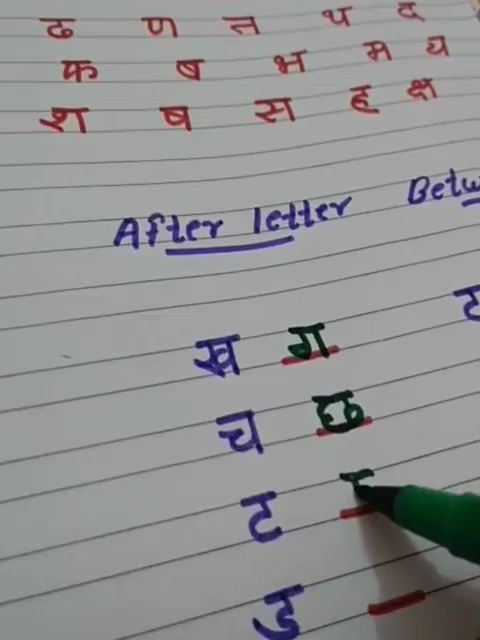 ढ ण त थ द
क ब भ म य
श ष स ह क्ष
After letter
ख ग
च छ
ट
ड